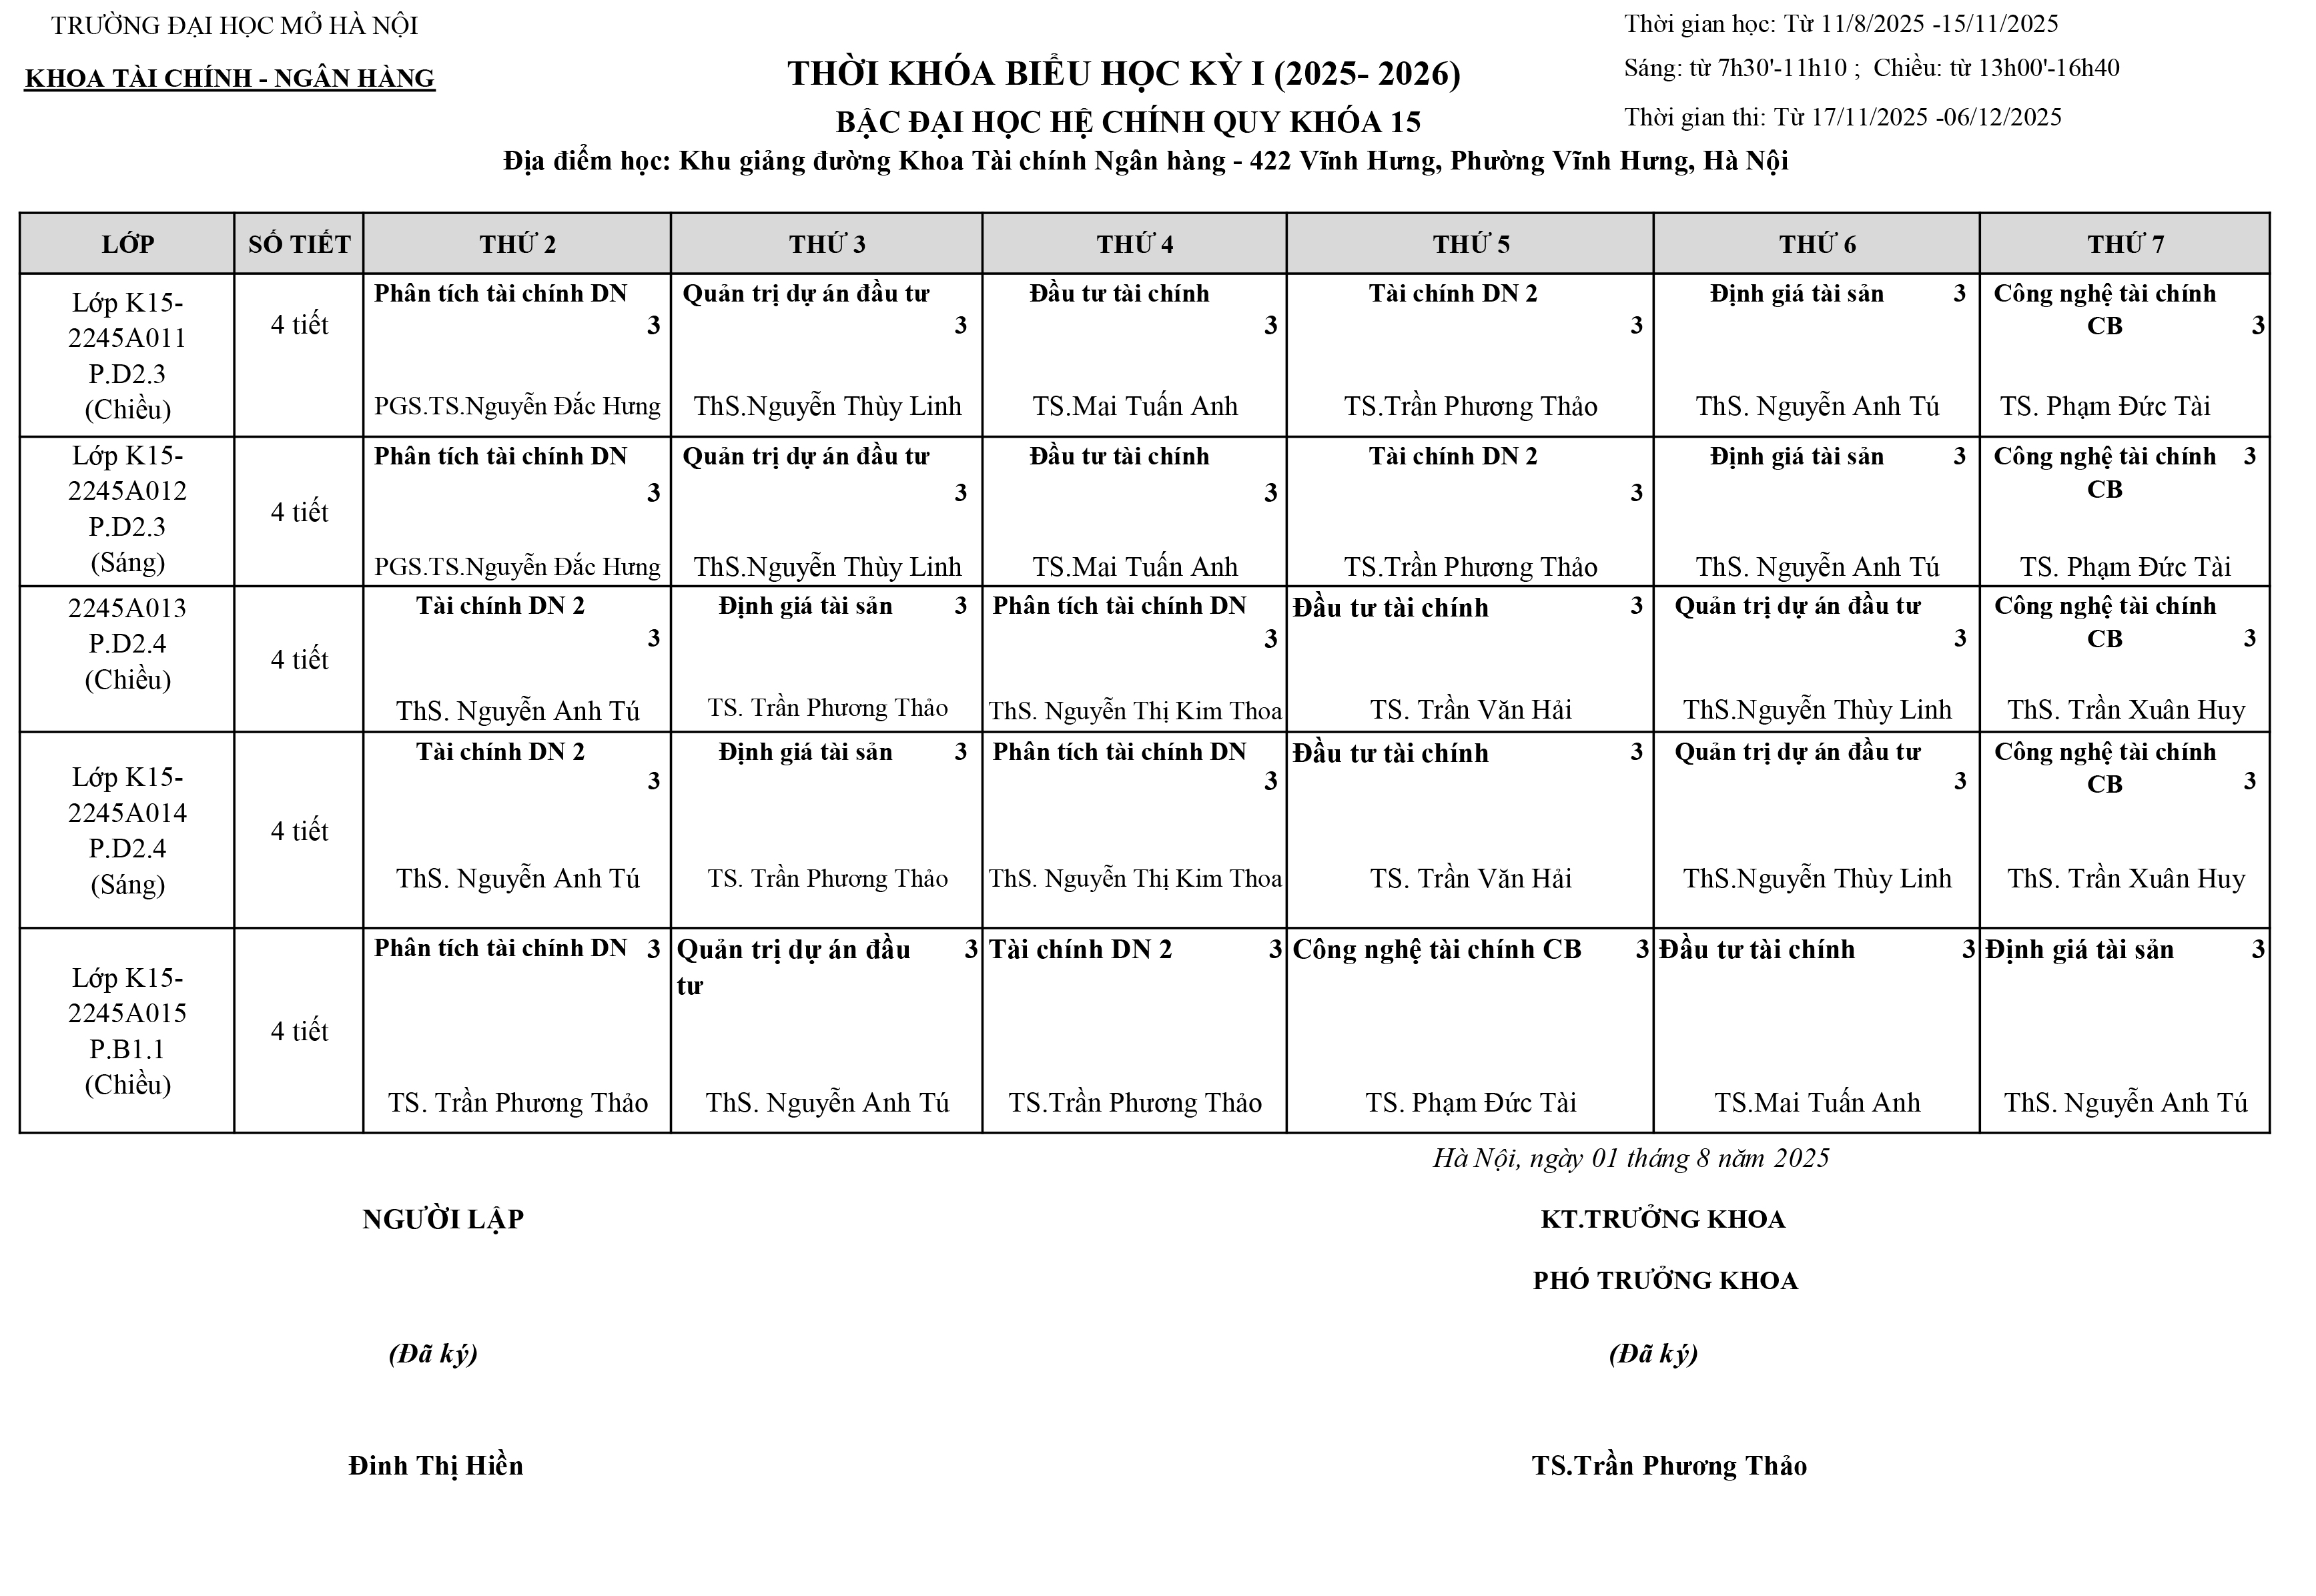 TRƯỜNG ĐẠI HỌC MỞ HÀ NỘI
KHOA TÀI CHÍNH - NGÂN HÀNG
THỜI KHÓA BIỂU HỌC KỲ I (2025- 2026)
BẬC ĐẠI HỌC HỆ CHÍNH QUY KHÓA 15
Địa điểm học: Khu giảng đường Khoa Tài chính Ngân hàng - 422 Vĩnh Hưng, Phường Vĩnh Hưng, Hà Nội
Thời gian học: Từ 11/8/2025 -15/11/2025
Sáng: từ 7h30'-11h10 ; Chiều: từ 13h00'-16h40
Thời gian thi: Từ 17/11/2025 -06/12/2025
LỚP SỐ TIẾT THỨ 2 THỨ 3 THỨ 4 THỨ 5 THỨ 6 THỨ 7
Lớp K15-
2245A011
P.D2.3
(Chiều)
4 tiết
Phân tích tài chính DN
3
PGS.TS.Nguyễn Đắc Hưng
Quản trị dự án đầu tư
3
ThS.Nguyễn Thùy Linh
Đầu tư tài chính
3
TS.Mai Tuấn Anh
Tài chính DN 2
3
TS.Trần Phương Thảo
Định giá tài sản 3
ThS. Nguyễn Anh Tú
Công nghệ tài chính
CB 3
TS. Phạm Đức Tài
Lớp K15-
2245A012
P.D2.3
(Sáng)
4 tiết
Phân tích tài chính DN
3
PGS.TS.Nguyễn Đắc Hưng
Quản trị dự án đầu tư
3
ThS.Nguyễn Thùy Linh
Đầu tư tài chính
3
TS.Mai Tuấn Anh
Tài chính DN 2
3
TS.Trần Phương Thảo
Định giá tài sản 3
ThS. Nguyễn Anh Tú
Công nghệ tài chính 3
CB
TS. Phạm Đức Tài
2245A013
P.D2.4
(Chiều)
4 tiết
Tài chính DN 2
3
ThS. Nguyễn Anh Tú
Định giá tài sản 3
TS. Trần Phương Thảo
Phân tích tài chính DN
3
ThS. Nguyễn Thị Kim Thoa
Đầu tư tài chính 3
TS. Trần Văn Hải
Quản trị dự án đầu tư
3
ThS.Nguyễn Thùy Linh
Công nghệ tài chính
CB 3
ThS. Trần Xuân Huy
Lớp K15-
2245A014
P.D2.4
(Sáng)
4 tiết
Tài chính DN 2
3
ThS. Nguyễn Anh Tú
Định giá tài sản 3
TS. Trần Phương Thảo
Phân tích tài chính DN
3
ThS. Nguyễn Thị Kim Thoa
Đầu tư tài chính 3
TS. Trần Văn Hải
Quản trị dự án đầu tư
3
ThS.Nguyễn Thùy Linh
Công nghệ tài chính
CB 3
ThS. Trần Xuân Huy
Lớp K15-
2245A015
P.B1.1
(Chiều)
4 tiết
Phân tích tài chính DN 3
TS. Trần Phương Thảo
Quản trị dự án đầu 3
tư
ThS. Nguyễn Anh Tú
Tài chính DN 2 3
TS.Trần Phương Thảo
Công nghệ tài chính CB 3
TS. Phạm Đức Tài
Đầu tư tài chính 3
TS.Mai Tuấn Anh
Định giá tài sản 3
ThS. Nguyễn Anh Tú
Hà Nội, ngày 01 tháng 8 năm 2025
NGƯỜI LẬP
(Đã ký)
Đinh Thị Hiền
KT.TRƯỞNG KHOA
PHÓ TRƯỞNG KHOA
(Đã ký)
TS.Trần Phương Thảo